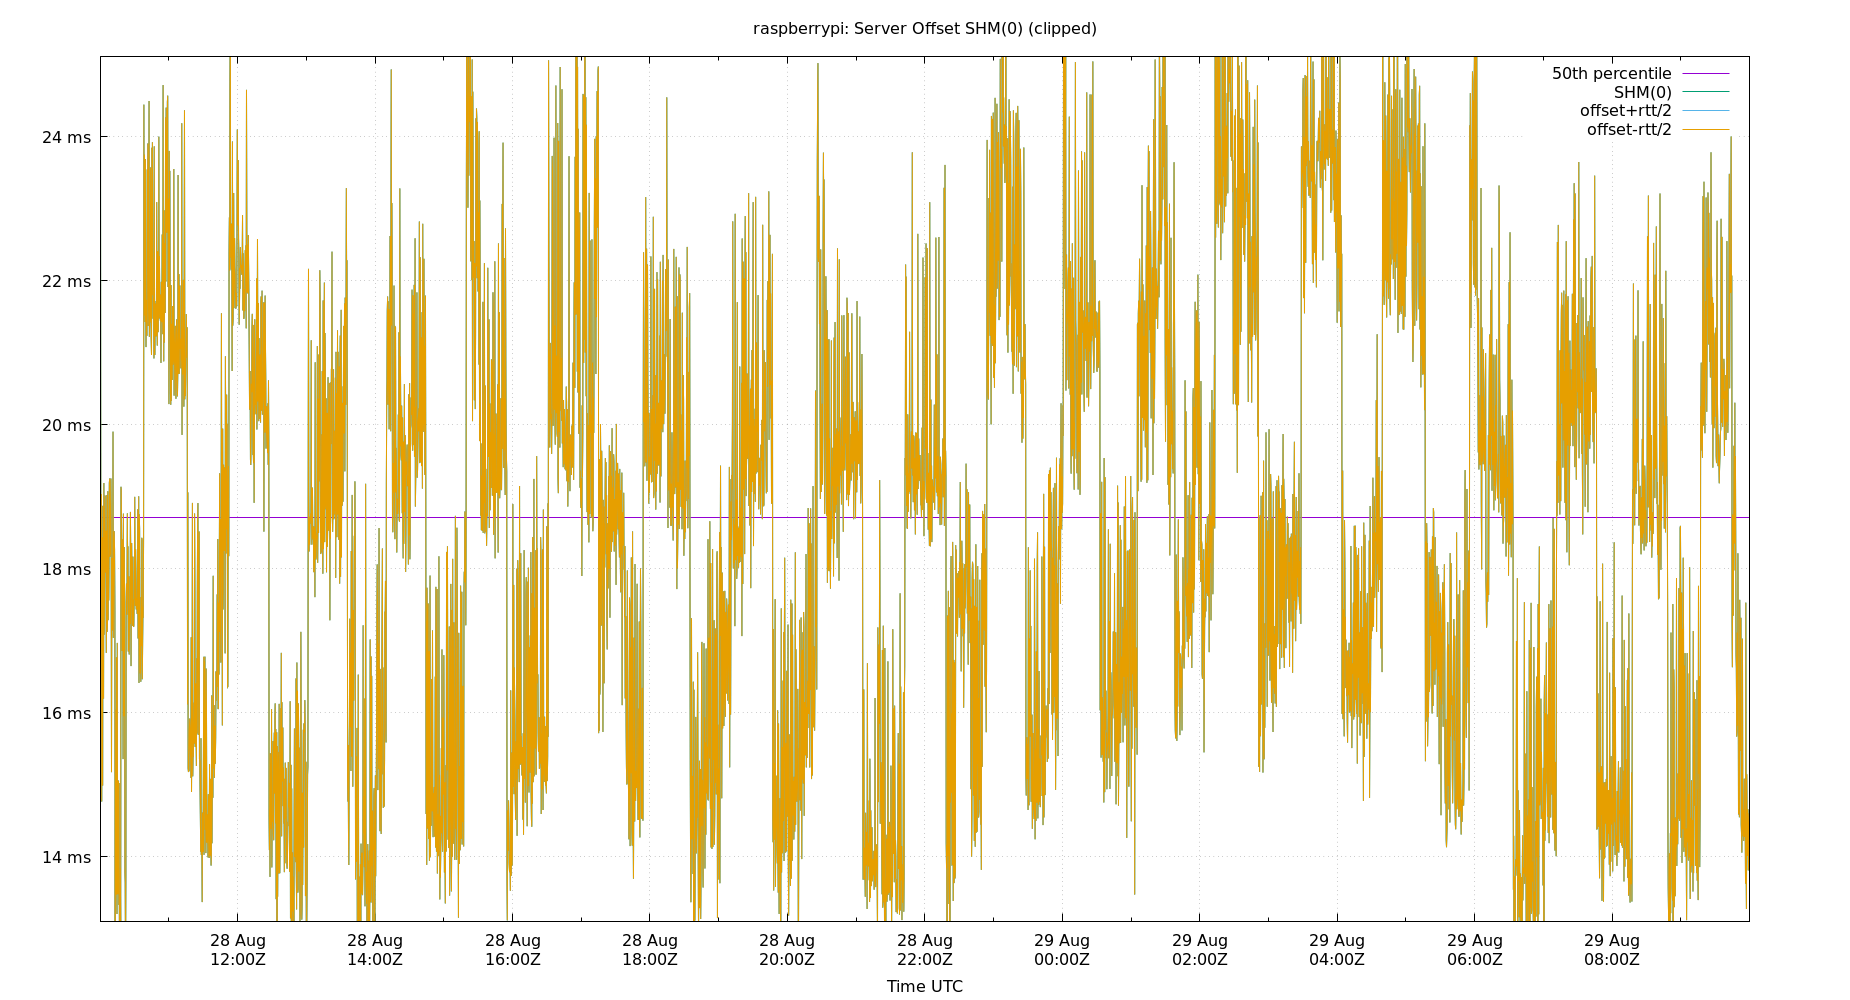 raspberrypi: Server Offset SHM(0) (clipped)
50th percentile
SHM(0)
offset+rtt/2
offset-rtt/2
24 ms
22 ms
20 ms
18 ms
16 ms
14 ms
28 Aug 28 Aug 28 Aug 28 Aug 28 Aug 28 Aug 29 Aug 29 Aug 29 Aug 29 Aug 29 Aug
12:00Z 14:00Z 16:00Z 18:00Z 20:00Z 22:00Z 00:00Z 02:00Z 04:00Z 06:00Z 08:00Z
Time UTC